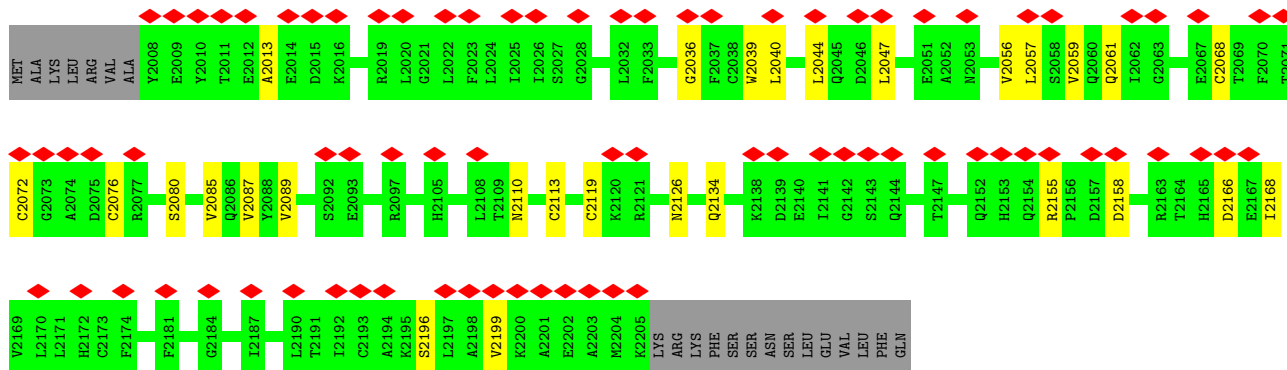 MET ALA LYS LEU ARG VAL ALA Y2008 E2009 Y2010 T2011 E2012 A2013 E2014 D2015 K2016 R2019 L2020 G2021 L2022 F2023 L2024 I2025 I2026 S2027 G2028 L2032 F2033 G2036 F2037 C2038 W2039 L2040 L2044 Q2045 D2046 L2047 E2051 A2052 N2053 V2056 L2057 S2058 V2059 Q2060 Q2061 I2062 G2063 E2067 C2068 T2069 F2070 T2071
C2072 G2073 A2074 D2075 C2076 R2077 S2080 V2085 Q2086 V2087 Y2088 V2089 S2092 E2093 R2097 H2105 L2108 T2109 N2110 C2113 C2119 K2120 R2121 N2126 Q2134 K2138 D2139 E2140 I2141 G2142 S2143 Q2144 T2147 Q2152 H2153 Q2154 R2155 P2156 D2157 D2158 R2163 T2164 H2165 D2166 E2167 I2168
V2169 L2170 L2171 H2172 C2173 F2174 F2181 G2184 I2187 L2190 T2191 I2192 C2193 A2194 K2195 S2196 L2197 A2198 V2199 K2200 A2201 E2202 A2203 M2204 K2205 LYS ARG LYS PHE SER SER ASN SER LEU GLU VAL LEU PHE GLN